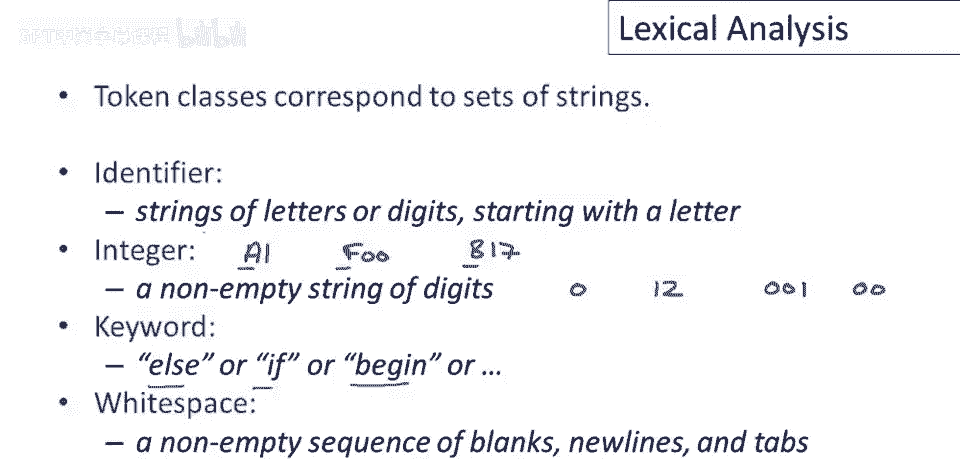 Lexical Analysis
• Token classes correspond to sets of strings.
• Identifier:
– strings of letters or digits, starting with a letter
• Integer: A1 Foo B17
– a non-empty string of digits 0 12 001 00
• Keyword:
– “else” or “if” or “begin” or …
• Whitespace:
– a non-empty sequence of blanks, newlines, and tabs